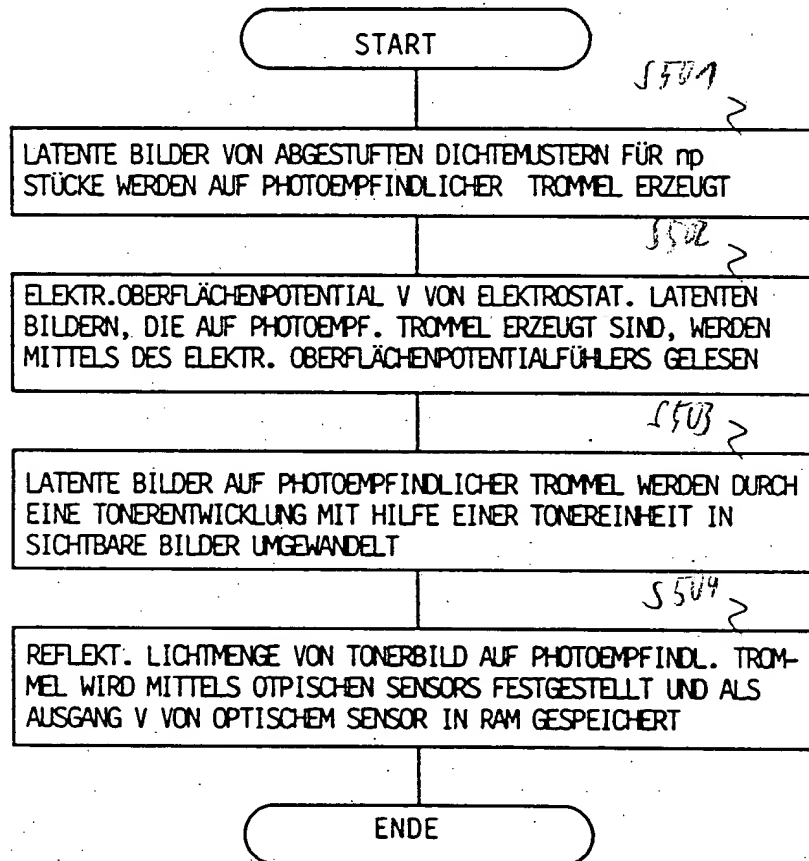 START
S501
LATENTE BILDER VON ABGESTUFTEN DICHTEMUSTERN FÜR np
STÜCKE WERDEN AUF PHOTOEMPFINDLICHER TROMMEL ERZEUGT
S502
ELEKTR.OBERFLÄCHENPOTENTIAL V VON ELEKTROSTAT. LATENTEN
BILDERN, DIE AUF PHOTOEMPF. TROMMEL ERZEUGT SIND, WERDEN
MITTELS DES ELEKTR. OBERFLÄCHENPOTENTIALFÜHLERS GELESEN
S503
LATENTE BILDER AUF PHOTOEMPFINDLICHER TROMMEL WERDEN DURCH
EINE TONERENTWICKLUNG MIT HILFE EINER TONEREINHEIT IN
SICHTBARE BILDER UMGEWANDELT
S504
REFLEKT. LICHTMENGE VON TONERBILD AUF PHOTOEMPFINDL. TROM-
MEL WIRD MITTELS OTPISCHEN SENSORS FESTGESTELLT UND ALS
AUSGANG V VON OPTISCHEM SENSOR IN RAM GESPEICHERT
ENDE